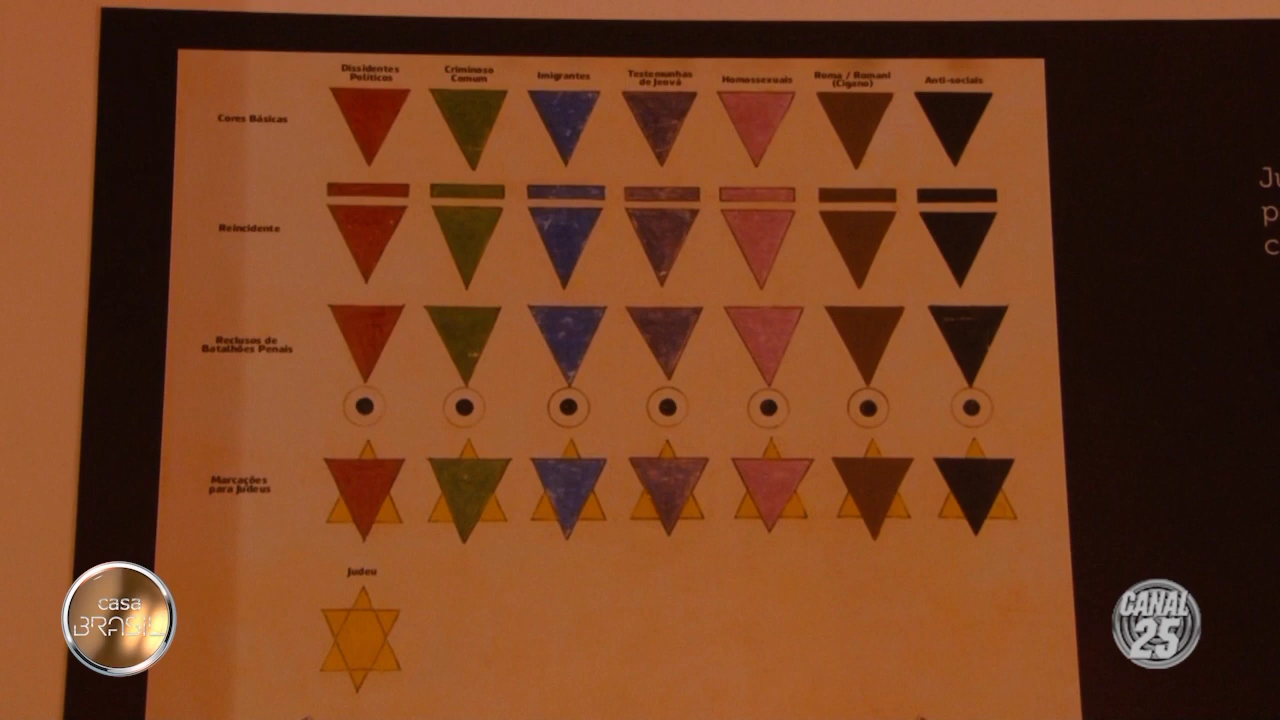 Dissidentes
Políticos
Criminoso
Comum
Imigrantes
Testemunhas
de Jeová
Homossexuais
Roma / Romani
(Cigano)
Anti-sociais
Cores Básicas
Reincidente
Reclusos de
Batalhões Penais
Marcações
para Judeus
Judeu
casa
BRASIL
CANAL
25